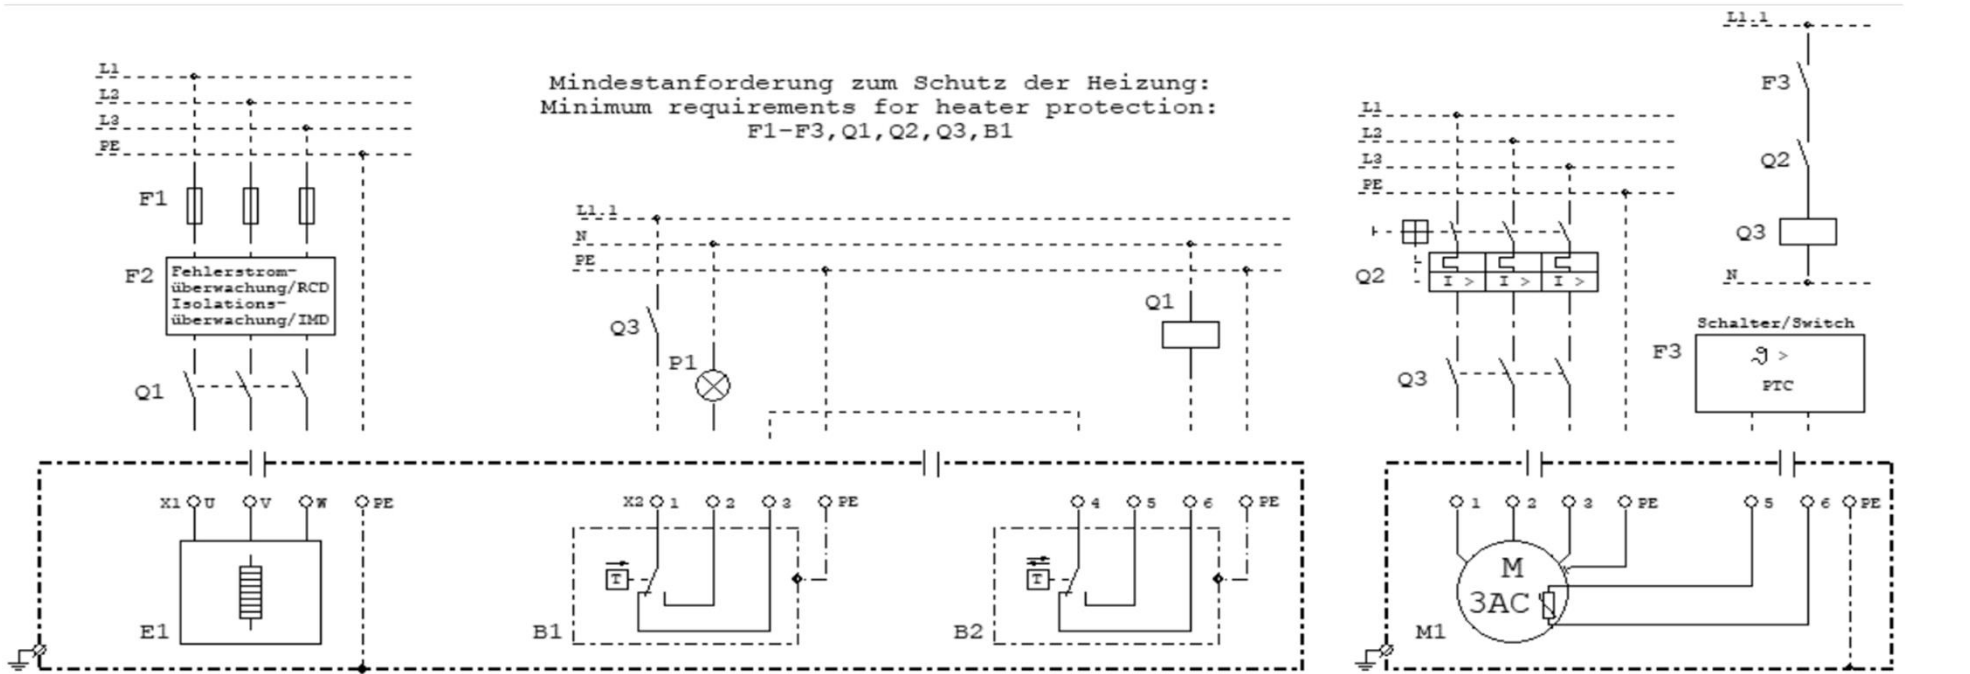 L1
L2
L3
PE
F1
F2
Fehlerstrom-
überwachung/RCD
Isolations-
überwachung/IMD
Q1
Mindestanforderung zum Schutz der Heizung:
Minimum requirements for heater protection:
F1-F3,Q1,Q2,Q3,B1
L1.1
N
PE
Q3
P1
Q1
L1
L2
L3
PE
Q2
I > I > I >
Q3
L1.1
F3
Q2
Q3
N
Schalter/Switch
F3
ϑ >
PTC
X1 U V W PE
E1
X2 1 2 3 PE
T
B1
4 5 6 PE
T
B2
1 2 3 PE 5 6 PE
M
3AC
M1